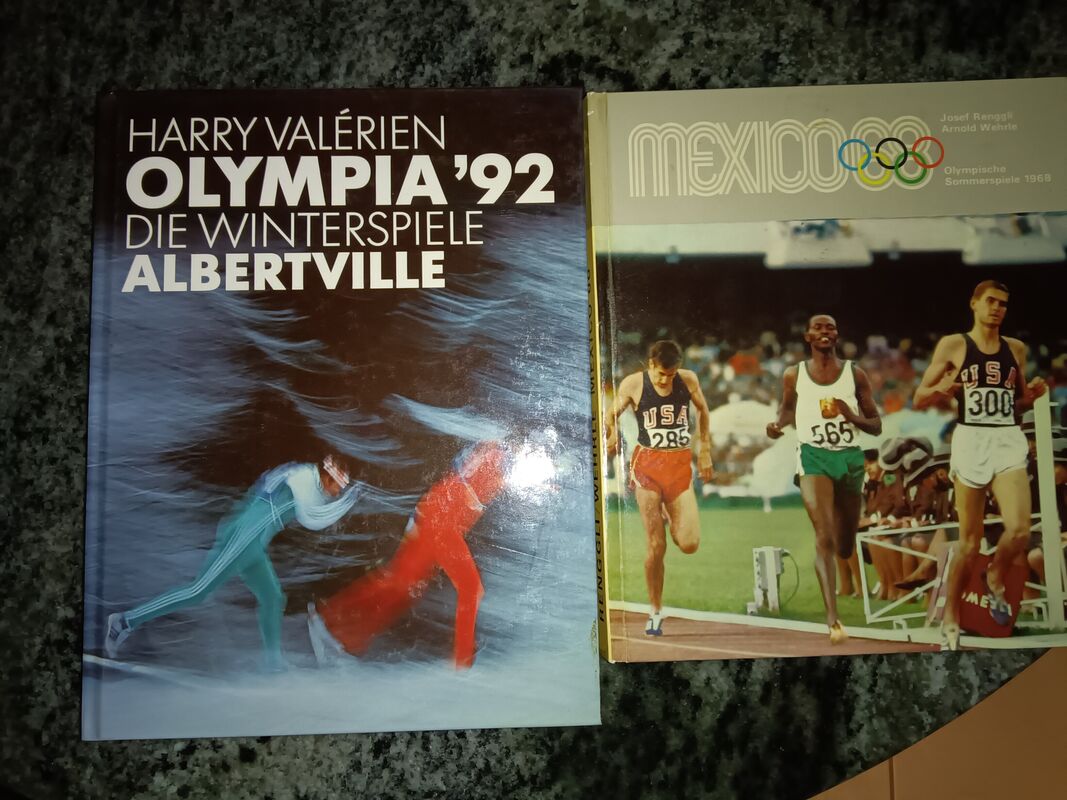 HARRY VALÉRIEN
OLYMPIA '92
DIE WINTERSPIELE
ALBERTVILLE
MEXICO 68
Josef Renggli
Arnold Wehrle
Olympische
Sommerspiele 1968
USA
285
565
USA
300